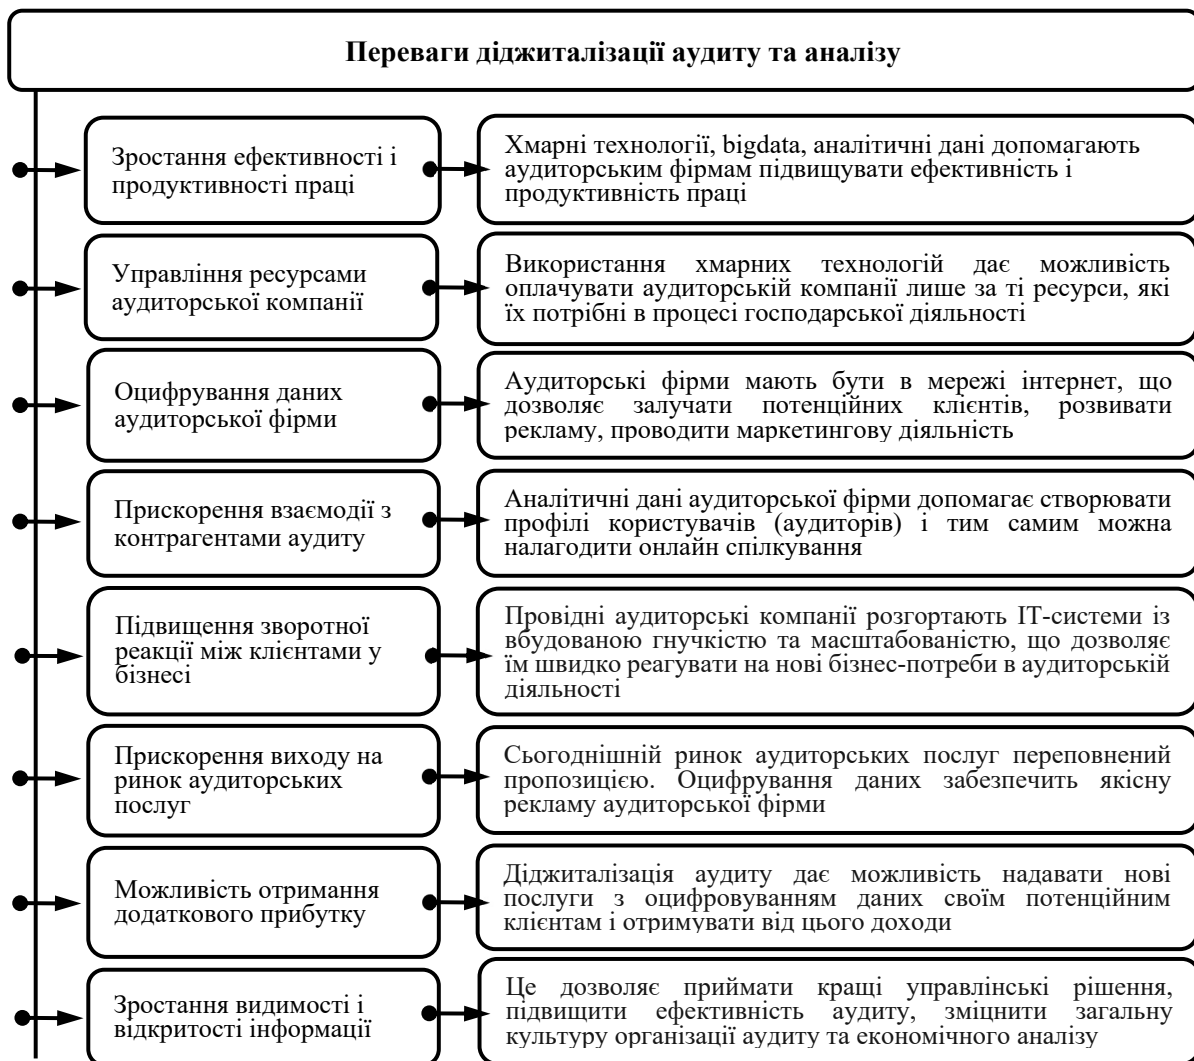 Переваги діджиталізації аудиту та аналізу
Зростання ефективності і
продуктивності праці
Хмарні технології, bigdata, аналітичні дані допомагають
аудиторським фірмам підвищувати ефективність і
продуктивність праці
Управління ресурсами
аудиторської компанії
Використання хмарних технологій дає можливість
оплачувати аудиторській компанії лише за ті ресурси, які
їх потрібні в процесі господарської діяльності
Оцифрування даних
аудиторської фірми
Аудиторські фірми мають бути в мережі інтернет, що
дозволяє залучати потенційних клієнтів, розвивати
рекламу, проводити маркетингову діяльність
Прискорення взаємодії з
контрагентами аудиту
Аналітичні дані аудиторської фірми допомагає створювати
профілі користувачів (аудиторів) і тим самим можна
налагодити онлайн спілкування
Підвищення зворотної
реакції між клієнтами у
бізнесі
Провідні аудиторські компанії розгортають ІТ-системи із
вбудованою гнучкістю та масштабованістю, що дозволяє
їм швидко реагувати на нові бізнес-потреби в аудиторській
діяльності
Прискорення виходу на
ринок аудиторських
послуг
Сьогоднішній ринок аудиторських послуг переповнений
пропозицією. Оцифрування даних забезпечить якісну
рекламу аудиторської фірми
Можливість отримання
додаткового прибутку
Діджиталізація аудиту дає можливість надавати нові
послуги з оцифровуванням даних своїм потенційним
клієнтам і отримувати від цього доходи
Зростання видимості і
відкритості інформації
Це дозволяє приймати кращі управлінські рішення,
підвищити ефективність аудиту, зміцнити загальну
культуру організації аудиту та економічного аналізу